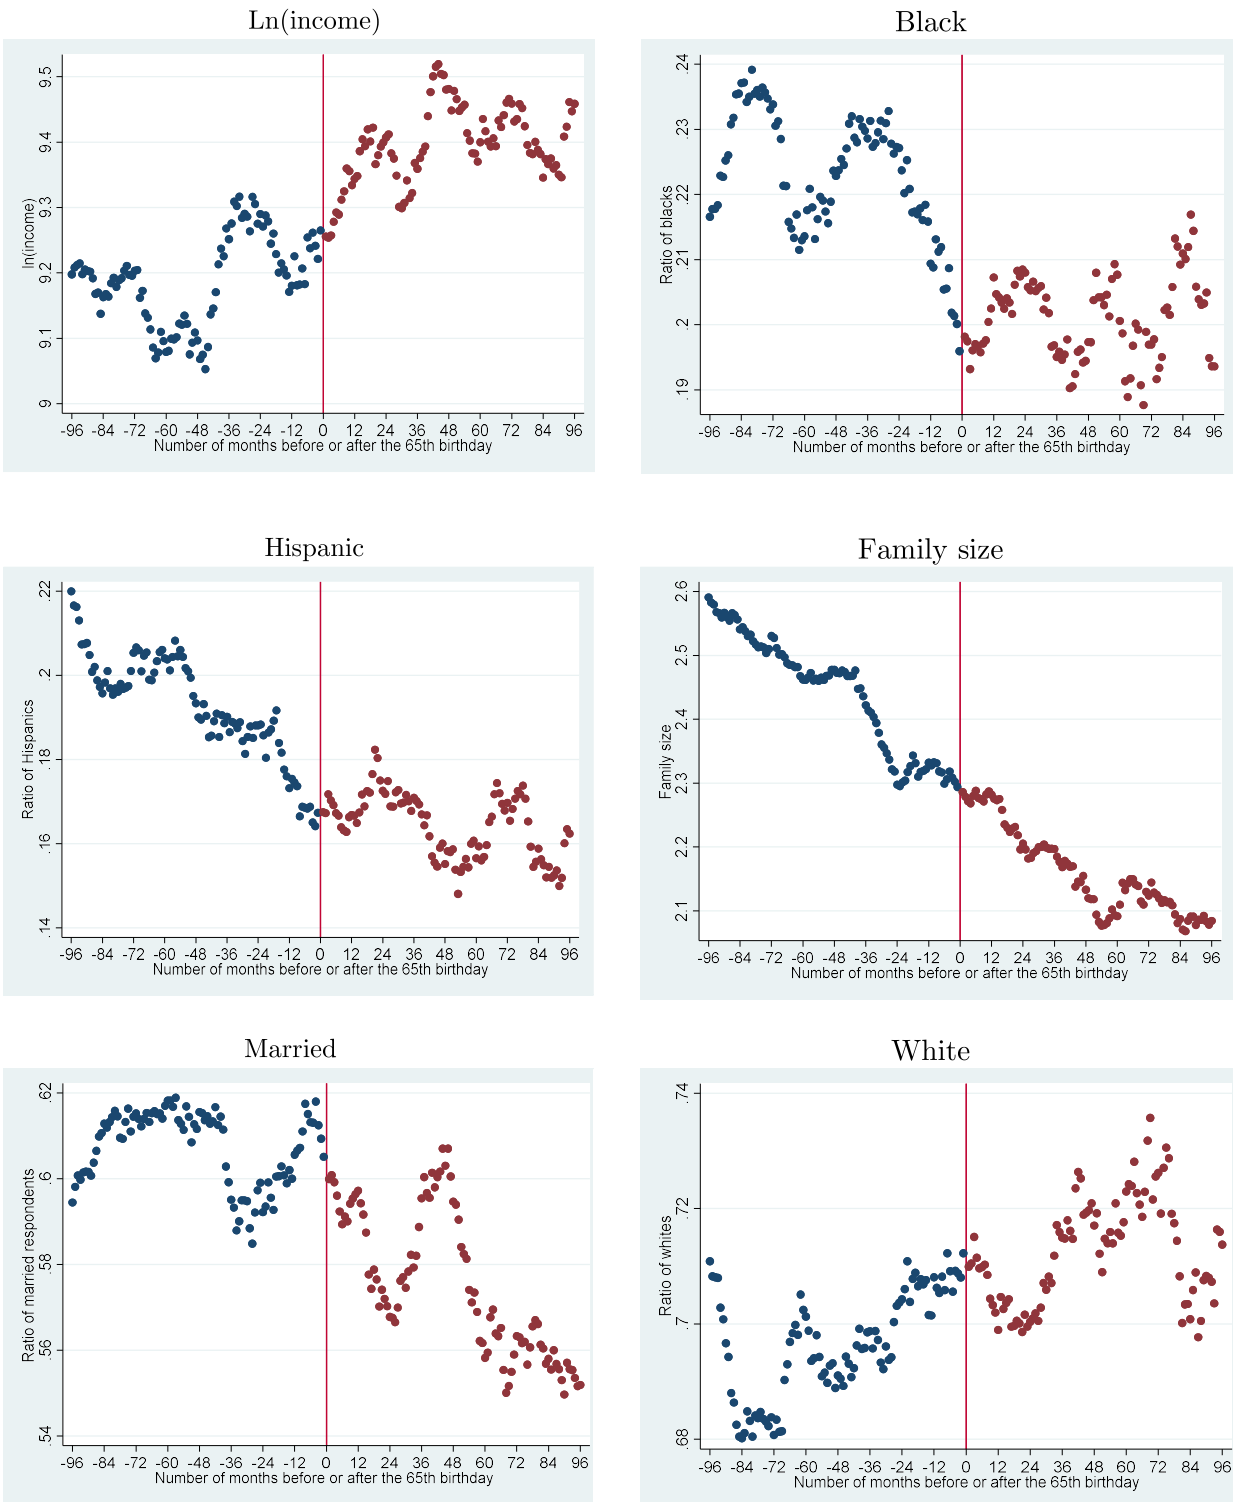 Ln(income)
ln(income)
9.5
9.4
9.3
9.2
9.1
9
-96 -84 -72 -60 -48 -36 -24 -12 0 12 24 36 48 60 72 84 96
Number of months before or after the 65th birthday
Black
Ratio of blacks
.24
.23
.22
.21
.2
.19
-96 -84 -72 -60 -48 -36 -24 -12 0 12 24 36 48 60 72 84 96
Number of months before or after the 65th birthday
Hispanic
Ratio of Hispanics
.22
.2
.18
.16
.14
-96 -84 -72 -60 -48 -36 -24 -12 0 12 24 36 48 60 72 84 96
Number of months before or after the 65th birthday
Family size
Family size
2.6
2.5
2.4
2.3
2.2
2.1
-96 -84 -72 -60 -48 -36 -24 -12 0 12 24 36 48 60 72 84 96
Number of months before or after the 65th birthday
Married
Ratio of married respondents
.62
.6
.58
.56
.54
-96 -84 -72 -60 -48 -36 -24 -12 0 12 24 36 48 60 72 84 96
Number of months before or after the 65th birthday
White
Ratio of whites
.74
.72
.7
.68
-96 -84 -72 -60 -48 -36 -24 -12 0 12 24 36 48 60 72 84 96
Number of months before or after the 65th birthday